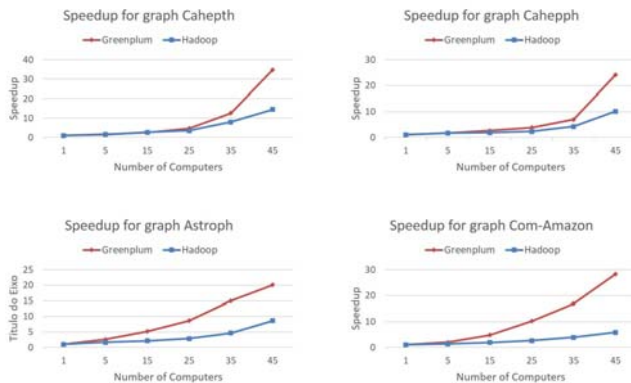 Speedup for graph Cahepth
Greenplum Hadoop
Speedup
40
30
20
10
0
1 5 15 25 35 45
Number of Computers
Speedup for graph Cahepph
Greenplum Hadoop
Speedup
30
20
10
0
1 5 15 25 35 45
Number of Computers
Speedup for graph Astroph
Greenplum Hadoop
Título do Eixo
25
20
15
10
5
0
1 5 15 25 35 45
Number of Computers
Speedup for graph Com-Amazon
Greenplum Hadoop
Speedup
30
20
10
0
1 5 15 25 35 45
Number of Computers